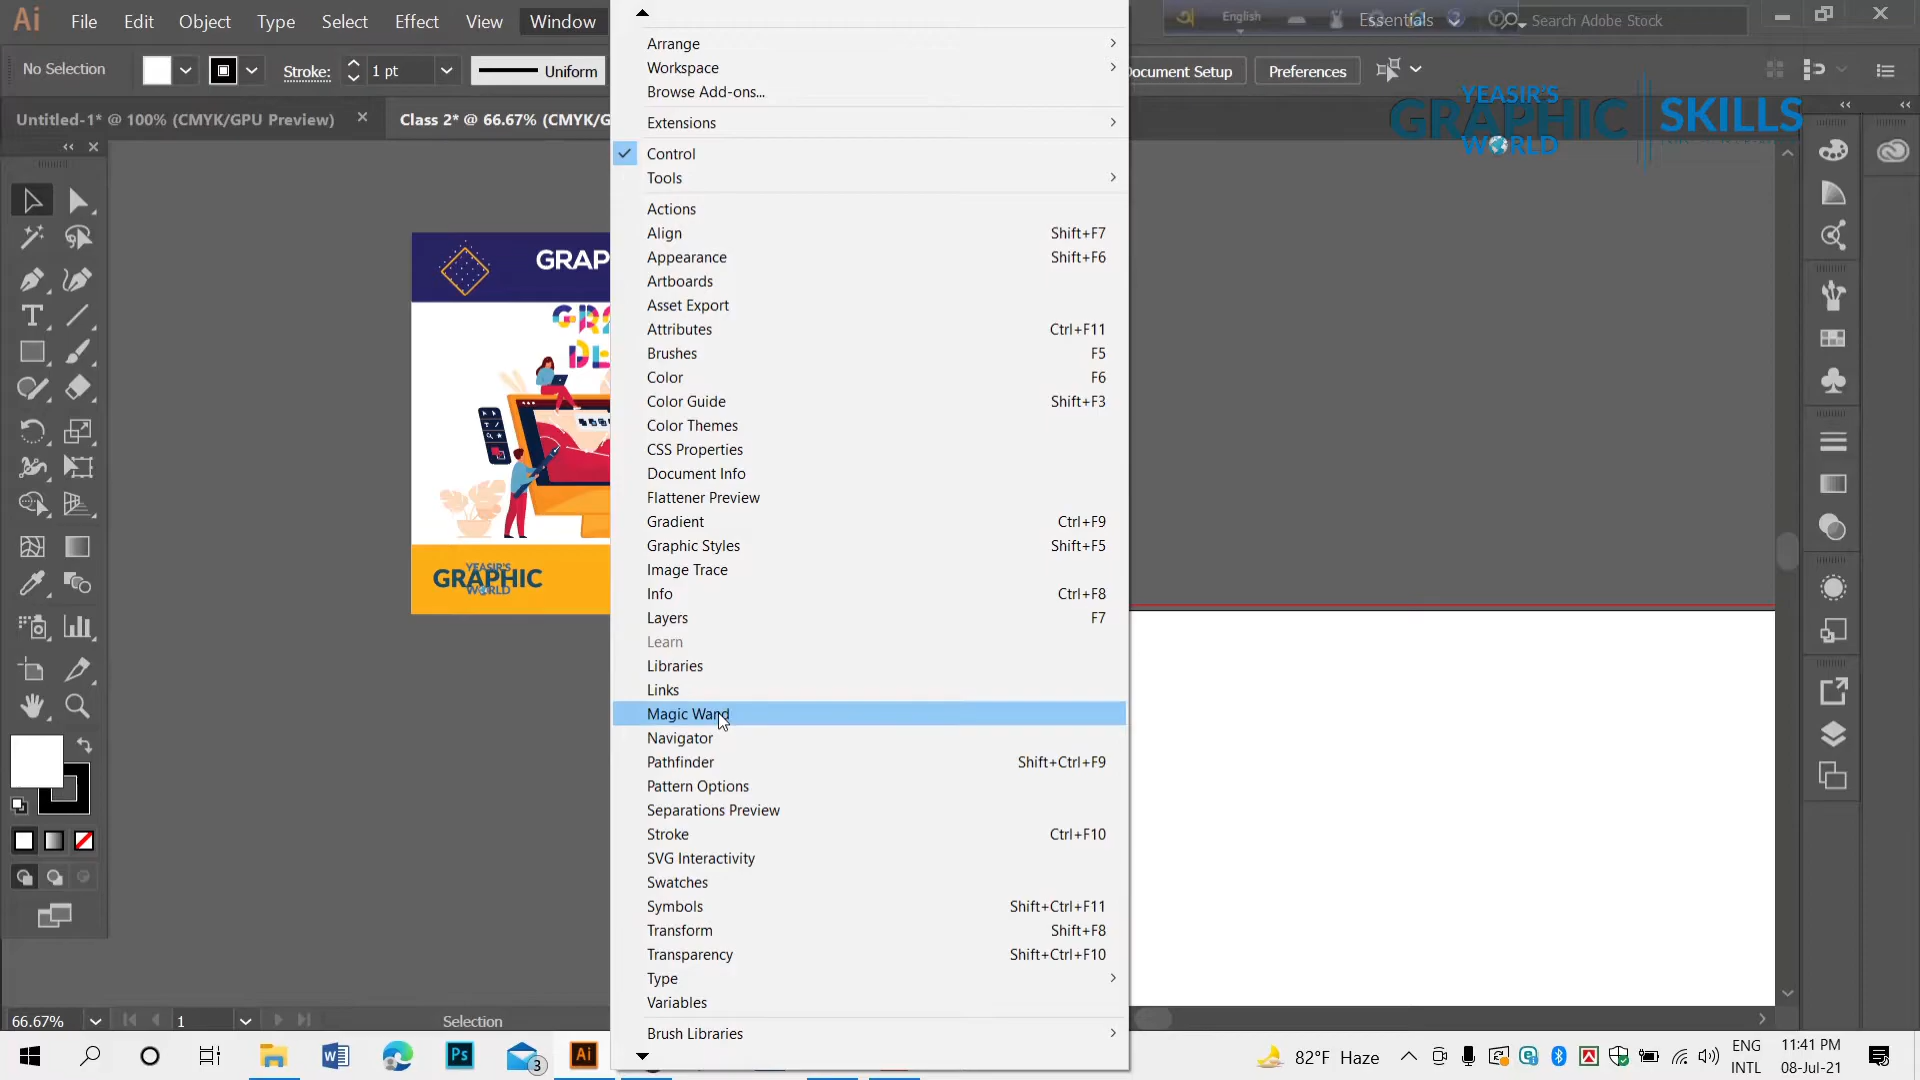 Ai File Edit Object Type Select Effect View Window
Essentials
English
Search Adobe Stock
No Selection
Stroke:
1 pt
Uniform
Document Setup
Preferences
Untitled-1* @ 100% (CMYK/GPU Preview)
Class 2* @ 66.67% (CMYK/G
YEASIR'S
GRAPHIC
WORLD
SKILLS
Arrange
Workspace
Browse Add-ons...
Extensions
Control
Tools
Actions
Align Shift+F7
Appearance Shift+F6
Artboards
Asset Export
Attributes Ctrl+F11
Brushes F5
Color F6
Color Guide Shift+F3
Color Themes
CSS Properties
Document Info
Flattener Preview
Gradient Ctrl+F9
Graphic Styles Shift+F5
Image Trace
Info Ctrl+F8
Layers F7
Learn
Libraries
Links
Magic Wand
Navigator
Pathfinder Shift+Ctrl+F9
Pattern Options
Separations Preview
Stroke Ctrl+F10
SVG Interactivity
Swatches
Symbols Shift+Ctrl+F11
Transform Shift+F8
Transparency Shift+Ctrl+F10
Type
Variables
Brush Libraries
GRAP
GRA
DE
YEASIR'S
GRAPHIC
WORLD
66.67%
1
Selection
Ps
3
Ai
82°F Haze
ENG
INTL
11:41 PM
08-Jul-21